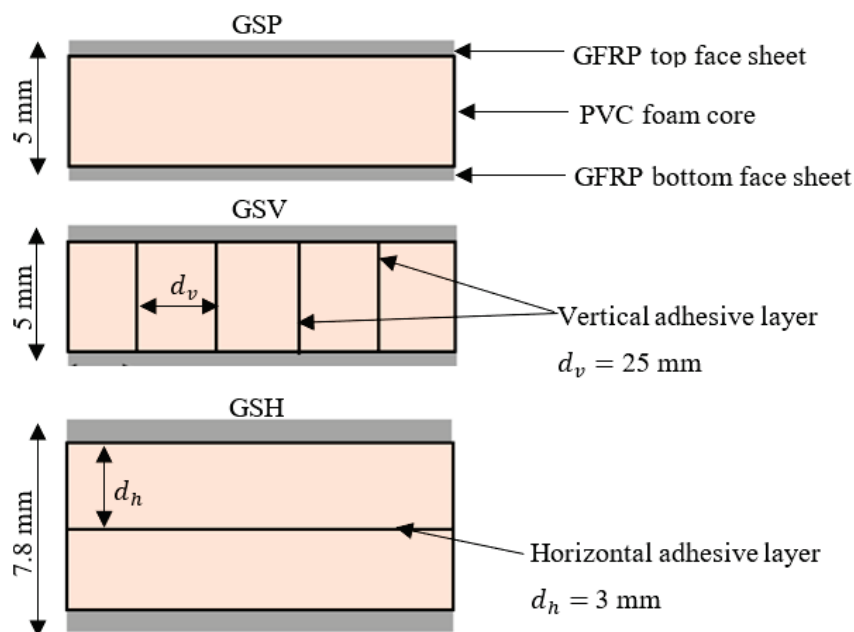 GSP
GFRP top face sheet
5 mm
PVC foam core
GFRP bottom face sheet
GSV
5 mm
d_v
Vertical adhesive layer
d_v = 25 mm
GSH
7.8 mm
d_h
Horizontal adhesive layer
d_h = 3 mm